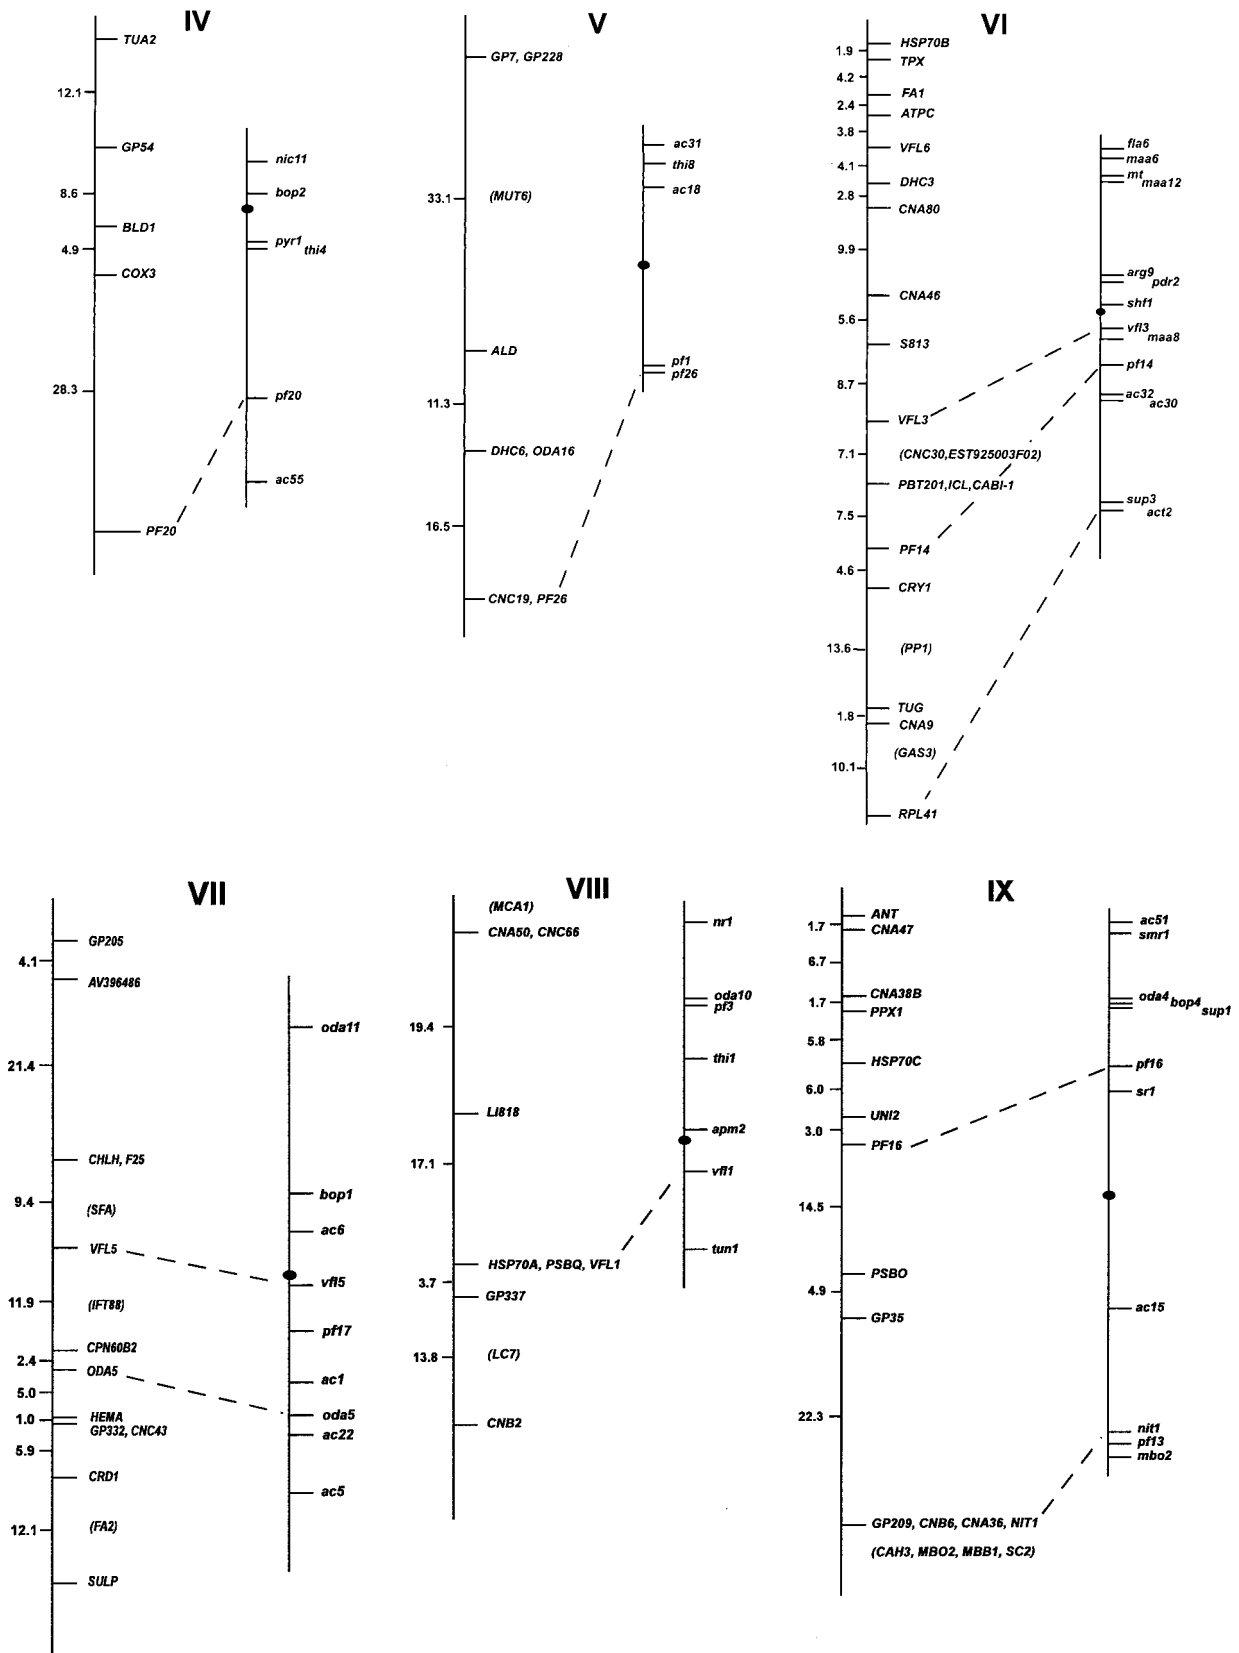 IV
TUA2
12.1
GP54
8.6
BLD1
4.9
COX3
28.3
PF20
nic11
bop2
pyr1
thi4
pf20
ac55
V
GP7, GP228
33.1
(MUT6)
ALD
11.3
DHC6, ODA16
16.5
CNC19, PF26
ac31
thi8
ac18
pf1
pf26
VI
HSP70B
1.9
TPX
4.2
FA1
2.4
ATPC
3.8
VFL6
4.1
DHC3
2.8
CNA80
9.9
CNA46
5.6
S813
8.7
VFL3
7.1
(CNC30,EST925003F02)
PBT201,ICL,CABI-1
7.5
PF14
4.6
CRY1
13.6
(PP1)
TUG
1.8
CNA9
(GAS3)
10.1
RPL41
fla6
maa6
mt
maa12
arg9
pdr2
shf1
vfl3
maa8
pf14
ac32
ac30
sup3
act2
VII
GP205
4.1
AV396486
21.4
CHLH, F25
9.4
(SFA)
VFL5
11.9
(IFT88)
CPN60B2
2.4
ODA5
5.0
HEMA
1.0
GP332, CNC43
5.9
CRD1
12.1
(FA2)
SULP
oda11
bop1
ac6
vfl5
pf17
ac1
oda5
ac22
ac5
VIII
(MCA1)
CNA50, CNC66
19.4
LI818
17.1
HSP70A, PSBQ, VFL1
3.7
GP337
13.8
(LC7)
CNB2
nr1
oda10
pf3
thi1
apm2
vfl1
tun1
IX
ANT
1.7
CNA47
6.7
CNA38B
1.7
PPX1
5.8
HSP70C
6.0
UNI2
3.0
PF16
14.5
PSBO
4.9
GP35
22.3
GP209, CNB6, CNA36, NIT1
(CAH3, MBO2, MBB1, SC2)
ac51
smr1
oda4
bop4
sup1
pf16
sr1
ac15
nit1
pf13
mbo2